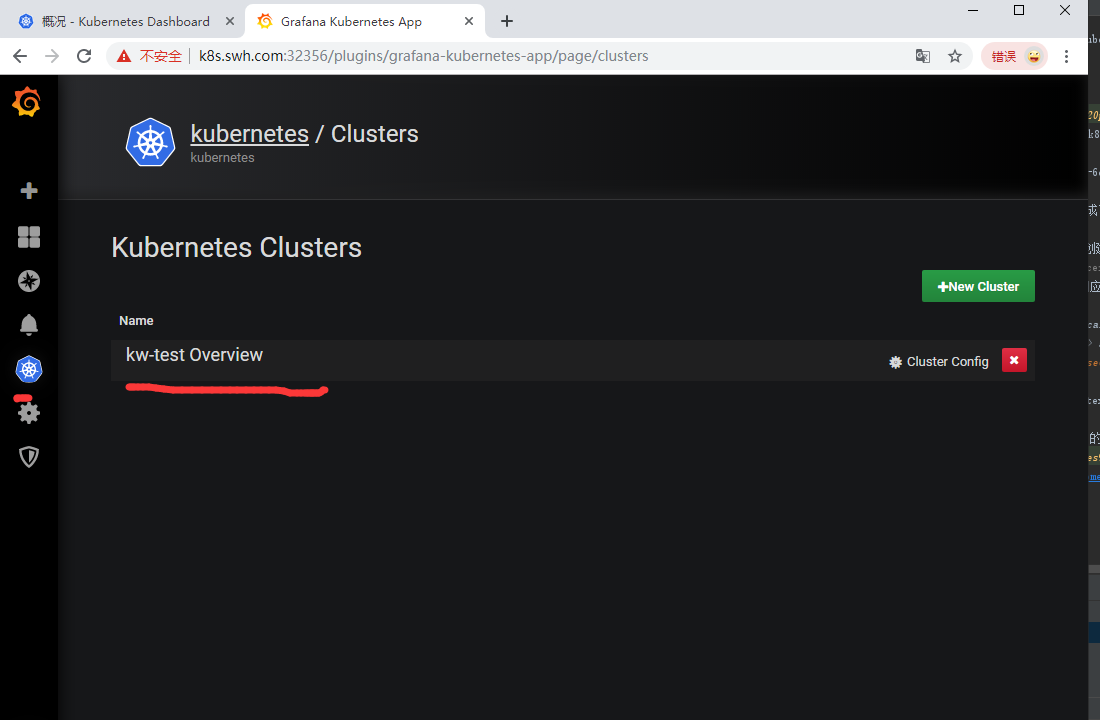 概况 - Kubernetes Dashboard
Grafana Kubernetes App
不安全 k8s.swh.com:32356/plugins/grafana-kubernetes-app/page/clusters
错误
kubernetes / Clusters
kubernetes
Kubernetes Clusters
New Cluster
Name
kw-test Overview
Cluster Config